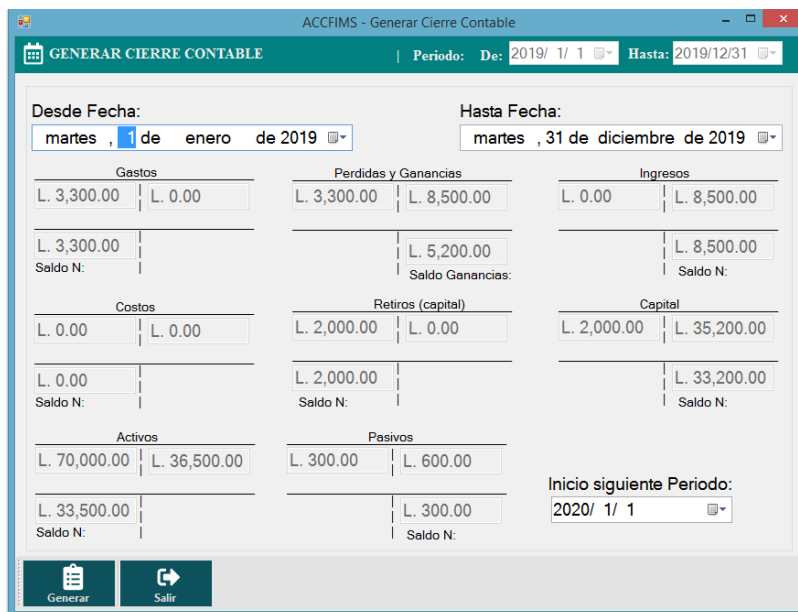 ACCFIMS - Generar Cierre Contable
GENERAR CIERRE CONTABLE | Periodo: De: 2019/ 1/ 1 Hasta: 2019/12/31
Desde Fecha: Hasta Fecha:
martes , 1 de enero de 2019 martes , 31 de diciembre de 2019
Gastos Perdidas y Ganancias Ingresos
L. 3,300.00 L. 0.00 L. 3,300.00 L. 8,500.00 L. 0.00 L. 8,500.00
L. 3,300.00 L. 5,200.00 L. 8,500.00
Saldo N: Saldo Ganancias: Saldo N:
Costos Retiros (capital) Capital
L. 0.00 L. 0.00 L. 2,000.00 L. 0.00 L. 2,000.00 L. 35,200.00
L. 0.00 L. 2,000.00 L. 33,200.00
Saldo N: Saldo N: Saldo N:
Activos Pasivos
L. 70,000.00 L. 36,500.00 L. 300.00 L. 600.00
Inicio siguiente Periodo:
L. 33,500.00 L. 300.00 2020/ 1/ 1
Saldo N: Saldo N:
Generar Salir